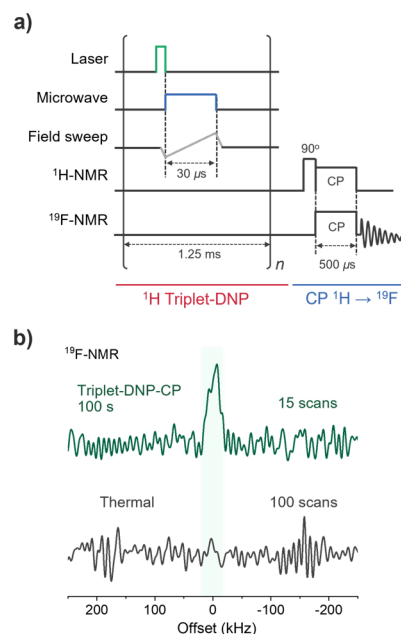 a)
Laser
Microwave
Field sweep
30 µs
90°
¹H-NMR
CP
¹⁹F-NMR
CP
1.25 ms
n
500 µs
¹H Triplet-DNP
CP ¹H → ¹⁹F
b)
¹⁹F-NMR
Triplet-DNP-CP
100 s
15 scans
Thermal
100 scans
200 100 0 -100 -200
Offset (kHz)